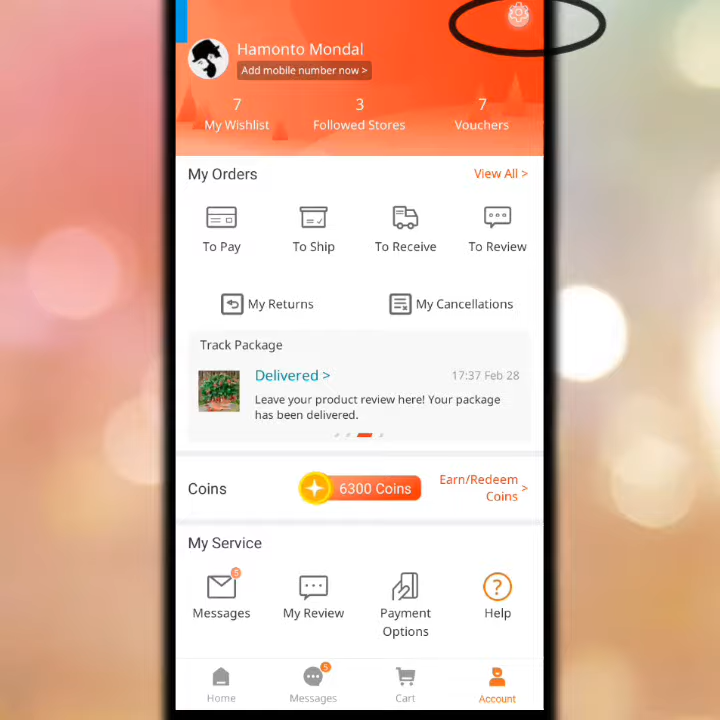 Hamonto Mondal
Add mobile number now >
7
My Wishlist
3
Followed Stores
7
Vouchers
My Orders
View All >
To Pay
To Ship
To Receive
To Review
My Returns
My Cancellations
Track Package
Delivered >
17:37 Feb 28
Leave your product review here! Your package
has been delivered.
Coins
6300 Coins
Earn/Redeem
Coins >
My Service
5
Messages
My Review
Payment
Options
?
Help
Home
5
Messages
Cart
Account